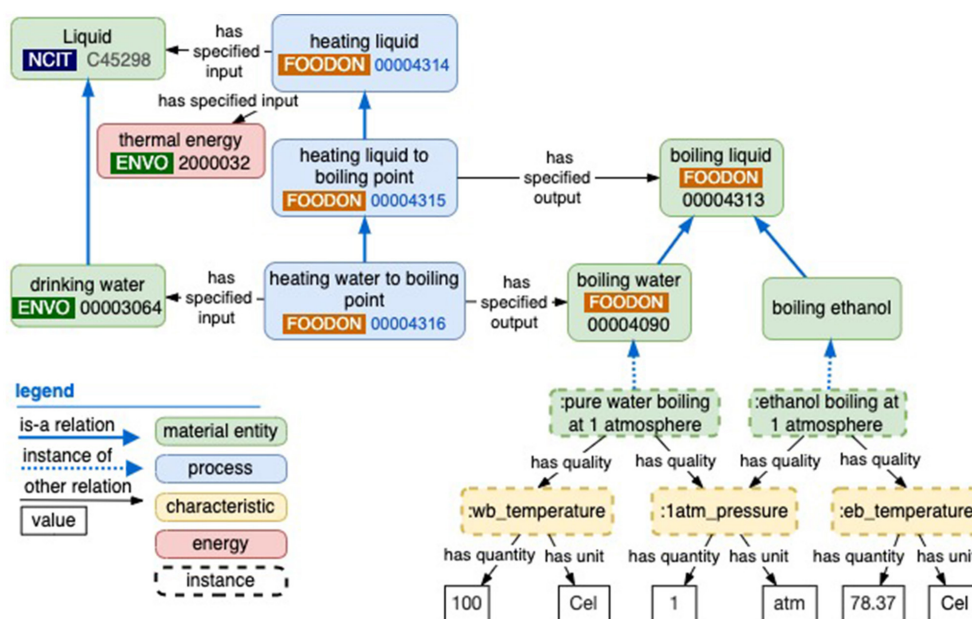 Liquid
NCIT C45298
has
specified
input
heating liquid
FOODON 00004314
has specified input
thermal energy
ENVO 2000032
heating liquid to
boiling point
FOODON 00004315
has
specified
output
boiling liquid
FOODON
00004313
drinking water
ENVO 00003064
has
specified
input
heating water to boiling
point
FOODON 00004316
has
specified
output
boiling water
FOODON
00004090
boiling ethanol
legend
is-a relation
material entity
instance of
process
other relation
characteristic
value
energy
instance
:pure water boiling
at 1 atmosphere
:ethanol boiling at
1 atmosphere
has quality
has quality
has quality
has quality
:wb_temperature
:1atm_pressure
:eb_temperature
has quantity
has unit
has quantity
has unit
has quantity
has unit
100
Cel
1
atm
78.37
Cel